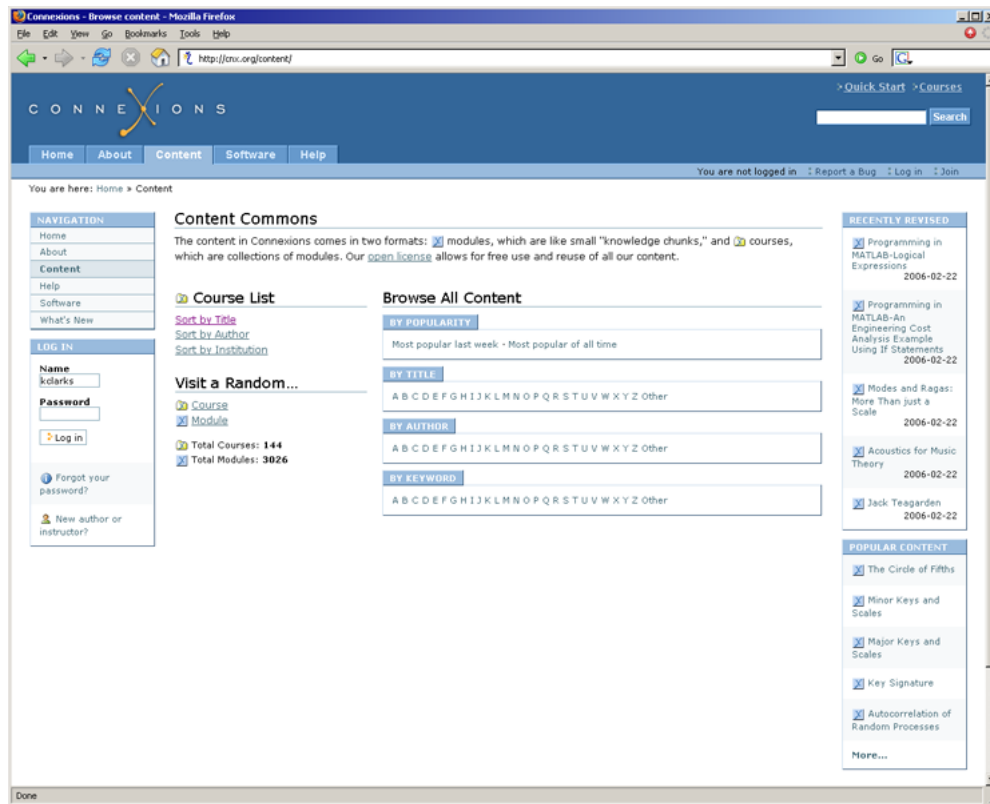 Connexions - Browse content - Mozilla Firefox
File Edit View Go Bookmarks Tools Help
http://cnx.org/content/
Go
G
CONNEXIONS
>Quick Start >Courses
Search
Home About Content Software Help
You are not logged in Report a Bug Log in Join
You are here: Home » Content
NAVIGATION
Home
About
Content
Help
Software
What's New
LOG IN
Name
kclarks
Password
Log in
Forgot your
password?
New author or
instructor?
Content Commons
The content in Connexions comes in two formats: modules, which are like small "knowledge chunks," and courses,
which are collections of modules. Our open license allows for free use and reuse of all our content.
Course List
Sort by Title
Sort by Author
Sort by Institution
Visit a Random...
Course
Module
Total Courses: 144
Total Modules: 3026
Browse All Content
BY POPULARITY
Most popular last week - Most popular of all time
BY TITLE
A B C D E F G H I J K L M N O P Q R S T U V W X Y Z Other
BY AUTHOR
A B C D E F G H I J K L M N O P Q R S T U V W X Y Z Other
BY KEYWORD
A B C D E F G H I J K L M N O P Q R S T U V W X Y Z Other
RECENTLY REVISED
Programming in
MATLAB-Logical
Expressions
2006-02-22
Programming in
MATLAB-An
Engineering Cost
Analysis Example
Using If Statements
2006-02-22
Modes and Ragas:
More Than just a
Scale
2006-02-22
Acoustics for Music
Theory
2006-02-22
Jack Teagarden
2006-02-22
POPULAR CONTENT
The Circle of Fifths
Minor Keys and
Scales
Major Keys and
Scales
Key Signature
Autocorrelation of
Random Processes
More...
Done